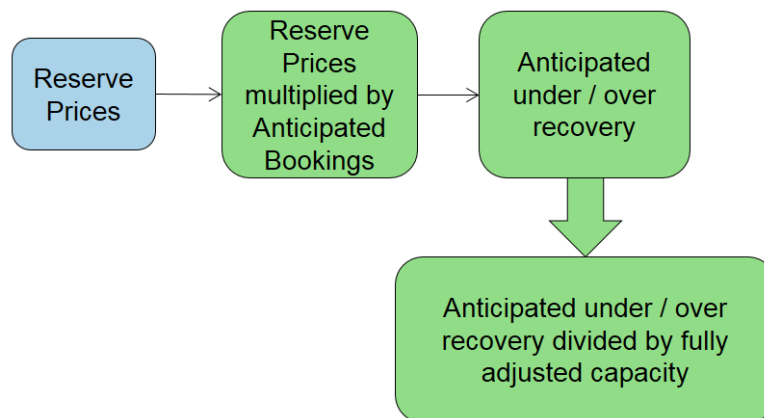 Reserve
Prices
Reserve
Prices
multiplied by
Anticipated
Bookings
Anticipated
under / over
recovery
Anticipated under / over
recovery divided by fully
adjusted capacity